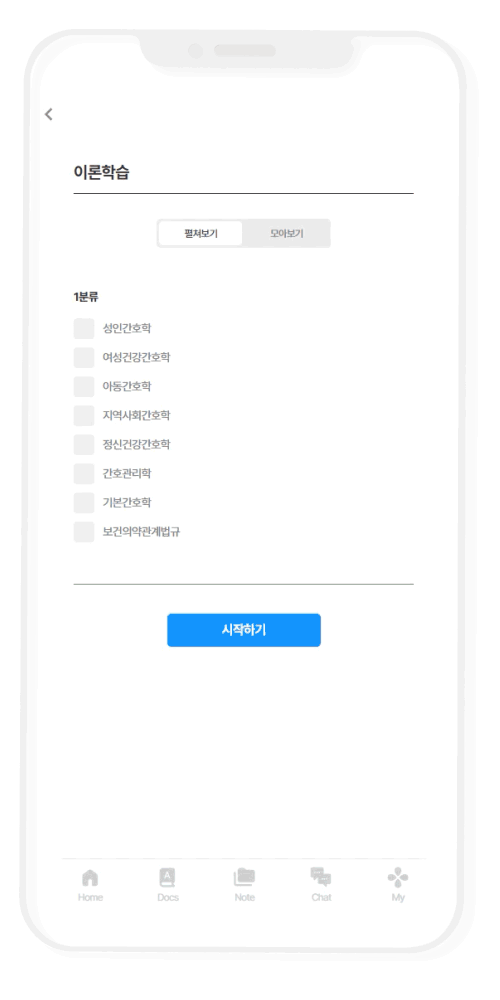 이론학습
펼쳐보기 모아보기
1분류
성인간호학
여성건강간호학
아동간호학
지역사회간호학
정신건강간호학
간호관리학
기본간호학
보건의약관계법규
시작하기
A
Home Docs Note Chat My